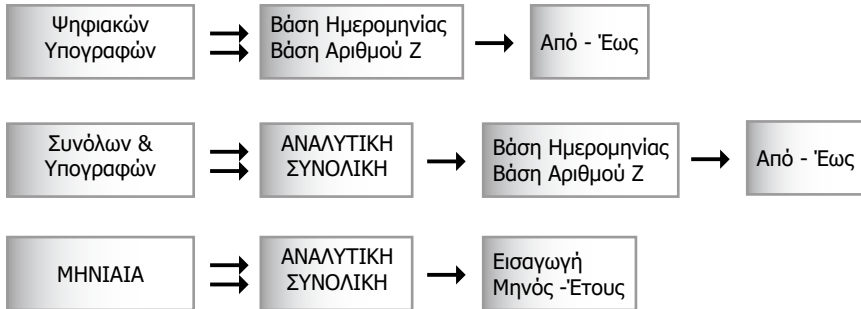 Ψηφιακών
Υπογραφών
Βάση Ημερομηνίας
Βάση Αριθμού Ζ
Από - Έως
Συνόλων &
Υπογραφών
ΑΝΑΛΥΤΙΚΗ
ΣΥΝΟΛΙΚΗ
Βάση Ημερομηνίας
Βάση Αριθμού Ζ
Από - Έως
ΜΗΝΙΑΙΑ
ΑΝΑΛΥΤΙΚΗ
ΣΥΝΟΛΙΚΗ
Εισαγωγή
Μηνός -Έτους